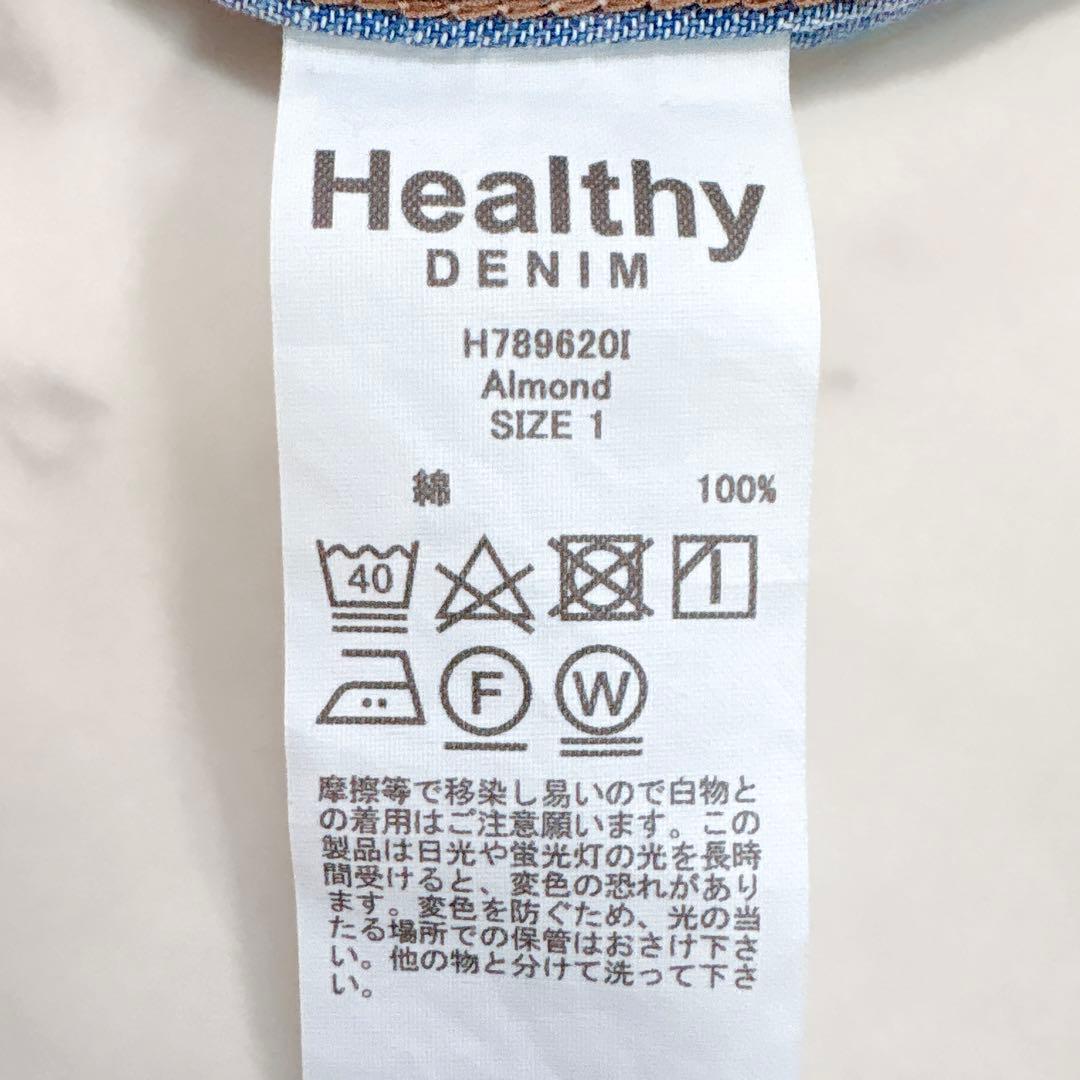 Healthy
DENIM
H789620I
Almond
SIZE 1
綿 100%
40
F W
摩擦等で移染し易いので白物と
の着用はご注意願います。この
製品は日光や蛍光灯の光を長時
間受けると、変色の恐れがあり
ます。変色を防ぐため、光の当
たる場所での保管はおさけ下さ
い。他の物と分けて洗って下さ
い。